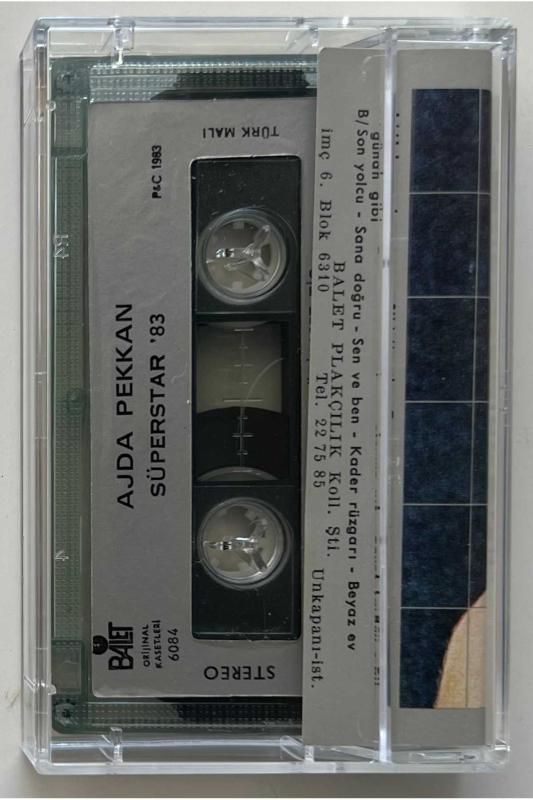 AJDA PEKKAN
SÜPERSTAR '83
P&C 1983
TÜRK MALI
BALET
ORİJİNAL
KASETLERİ
6084
STEREO
günah gibi
B/Son yolcu - Sana doğru - Sen ve ben - Kader rüzgarı - Beyaz ev
BALET PLAKÇILIK Koll. Şti.
imç 6. Blok 6310 Tel. 22 75 85 Unkapanı-ist.